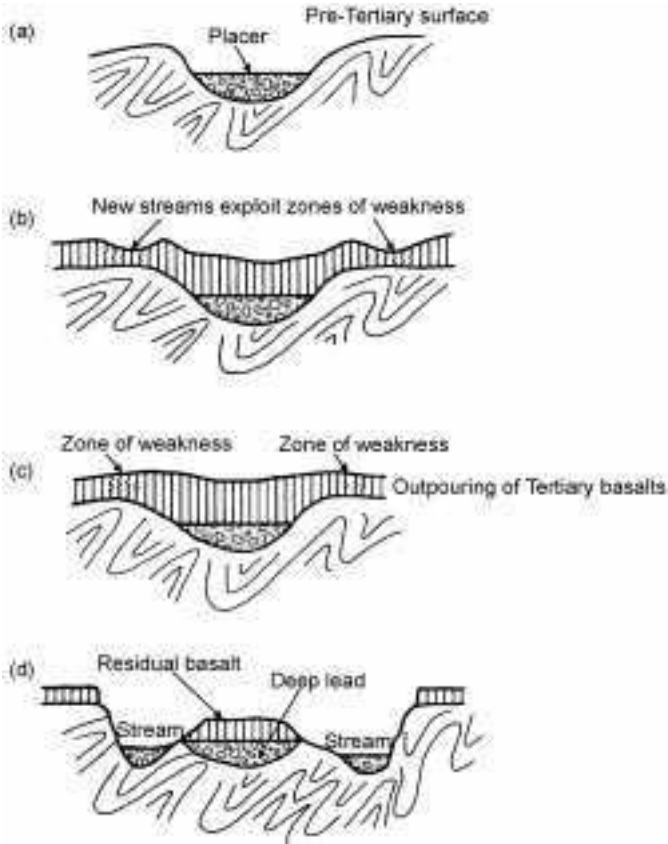 (a)
Pre-Tertiary surface
Placer
(b)
New streams exploit zones of weakness
(c)
Zone of weakness
Zone of weakness
Outpouring of Tertiary basalts
(d)
Residual basalt
Deep lead
Stream
Stream